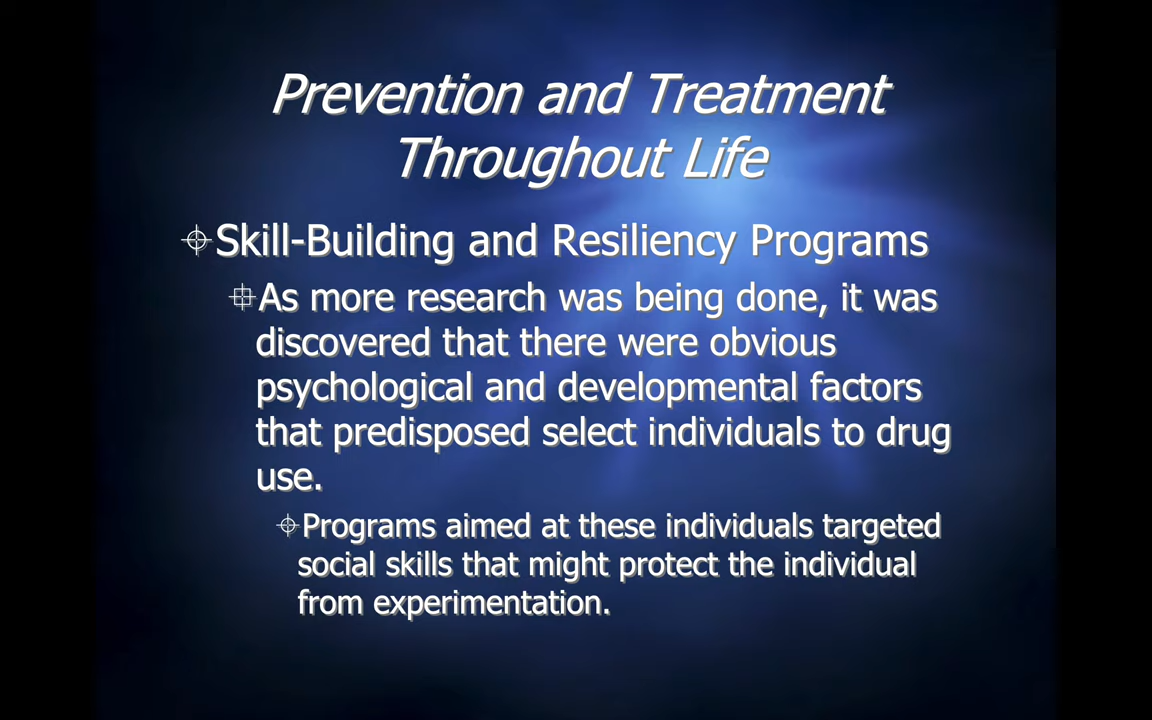 Prevention and Treatment
Throughout Life
Skill-Building and Resiliency Programs
As more research was being done, it was
discovered that there were obvious
psychological and developmental factors
that predisposed select individuals to drug
use.
Programs aimed at these individuals targeted
social skills that might protect the individual
from experimentation.